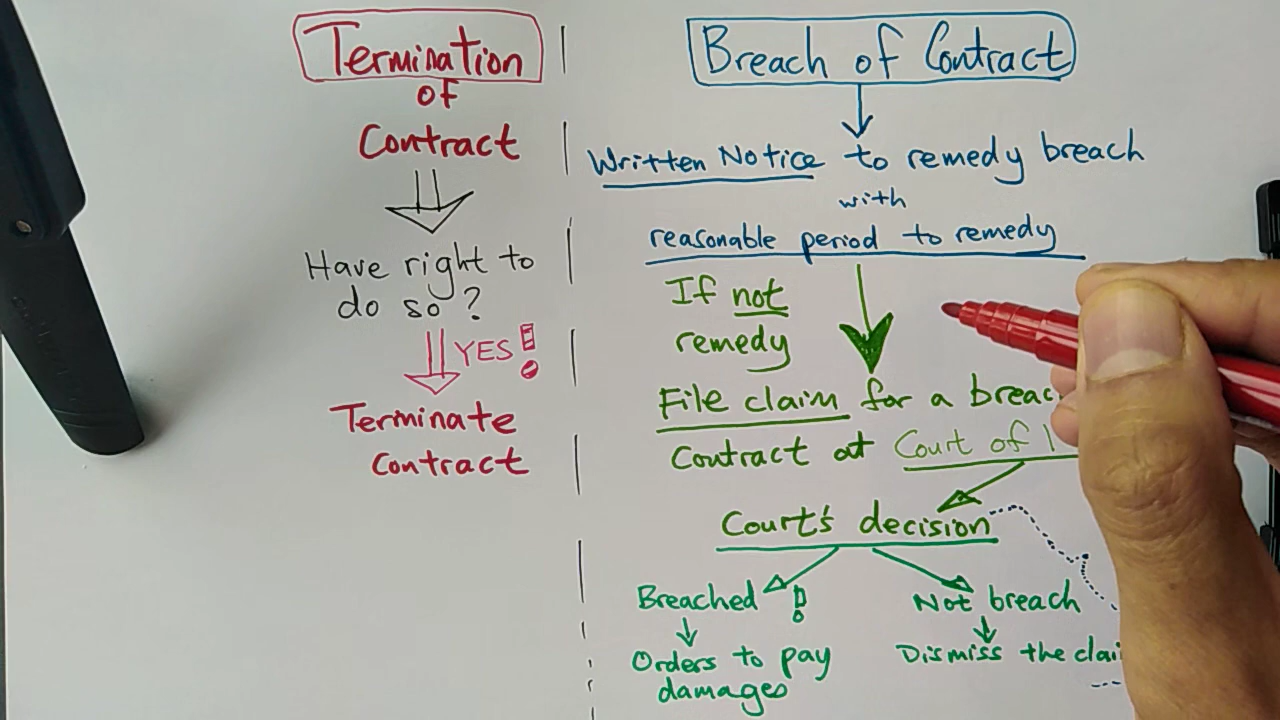 Termination
of
Contract
Have right to
do so?
YES!
Terminate
Contract
Breach of Contract
Written Notice to remedy breach
with
reasonable period to remedy
If not
remedy
File claim for a breac
Contract at Court of
Court's decision
Breached !
Not breach
Orders to pay
damages
Dismiss the clai